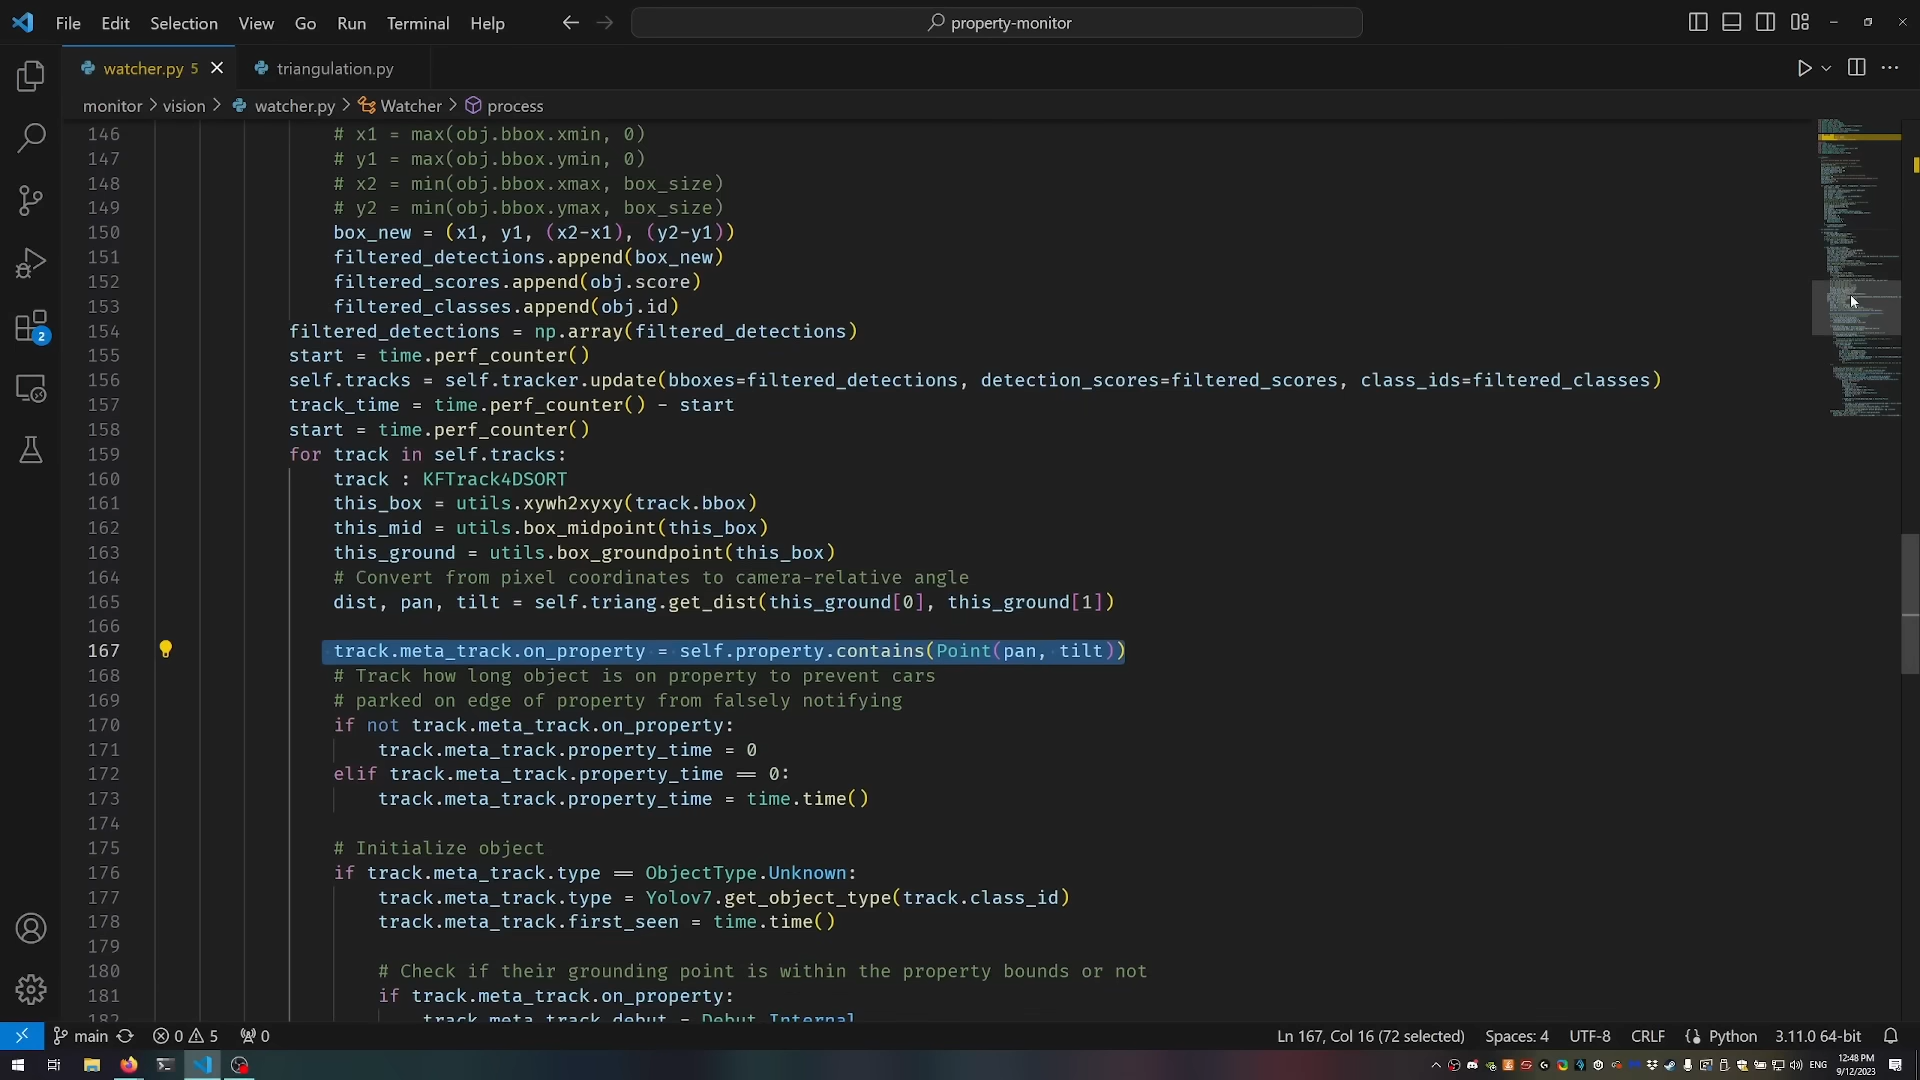 File Edit Selection View Go Run Terminal Help
property-monitor
watcher.py 5
triangulation.py
monitor > vision > watcher.py > Watcher > process
146 # x1 = max(obj.bbox.xmin, 0)
147 # y1 = max(obj.bbox.ymin, 0)
148 # x2 = min(obj.bbox.xmax, box_size)
149 # y2 = min(obj.bbox.ymax, box_size)
150 box_new = (x1, y1, (x2-x1), (y2-y1))
151 filtered_detections.append(box_new)
152 filtered_scores.append(obj.score)
153 filtered_classes.append(obj.id)
154 filtered_detections = np.array(filtered_detections)
155 start = time.perf_counter()
156 self.tracks = self.tracker.update(bboxes=filtered_detections, detection_scores=filtered_scores, class_ids=filtered_classes)
157 track_time = time.perf_counter() - start
158 start = time.perf_counter()
159 for track in self.tracks:
160 track : KFTrack4DSORT
161 this_box = utils.xywh2xyxy(track.bbox)
162 this_mid = utils.box_midpoint(this_box)
163 this_ground = utils.box_groundpoint(this_box)
164 # Convert from pixel coordinates to camera-relative angle
165 dist, pan, tilt = self.triang.get_dist(this_ground[0], this_ground[1])
166
167 track.meta_track.on_property = self.property.contains(Point(pan, tilt))
168 # Track how long object is on property to prevent cars
169 # parked on edge of property from falsely notifying
170 if not track.meta_track.on_property:
171 track.meta_track.property_time = 0
172 elif track.meta_track.property_time == 0:
173 track.meta_track.property_time = time.time()
174
175 # Initialize object
176 if track.meta_track.type == ObjectType.Unknown:
177 track.meta_track.type = Yolov7.get_object_type(track.class_id)
178 track.meta_track.first_seen = time.time()
179
180 # Check if their grounding point is within the property bounds or not
181 if track.meta_track.on_property:
182 track.meta_track.debut = Debut.Internal
2
main 0 5 0 Ln 167, Col 16 (72 selected) Spaces: 4 UTF-8 CRLF Python 3.11.0 64-bit
ENG
12:48 PM
9/12/2023